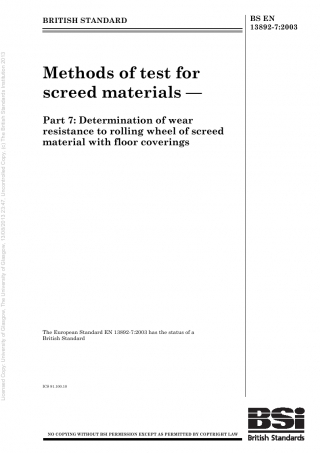 BRITISH STANDARD
BS EN
13892-7:2003
Methods of test for
screed materials —
Part 7: Determination of wear
resistance to rolling wheel of screed
material with floor coverings
The European Standard EN 13892-7:2003 has the status of a
British Standard
ICS 91.100.10
NO COPYING WITHOUT BSI PERMISSION EXCEPT AS PERMITTED BY COPYRIGHT LAW
BSi
British Standards
Licensed Copy: University of Glasgow, The University of Glasgow, 13/03/2013 23:47, Uncontrolled Copy, (c) The British Standards Institution 2013